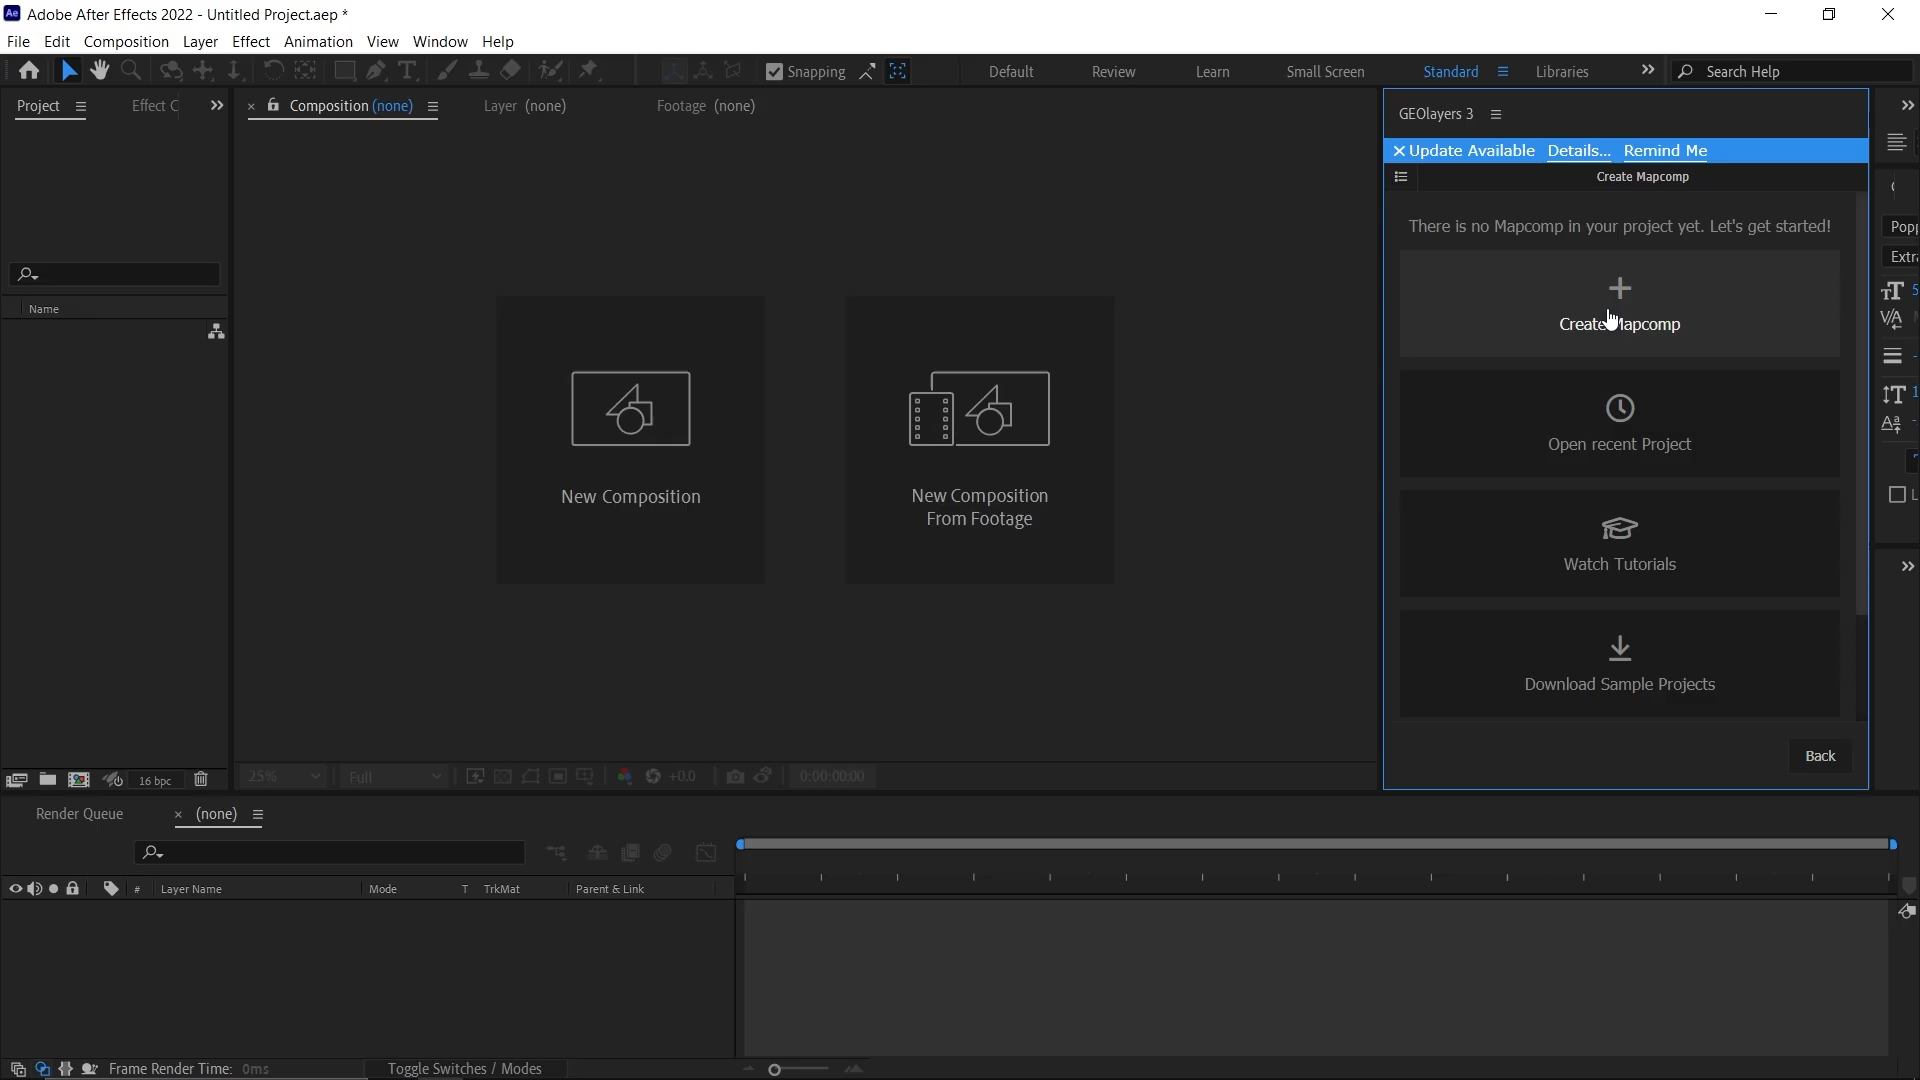 Ae Adobe After Effects 2022 - Untitled Project.aep *
File Edit Composition Layer Effect Animation View Window Help
Snapping Default Review Learn Small Screen Standard Libraries Search Help
Project Effect C Composition (none) Layer (none) Footage (none)
Name
New Composition
New Composition
From Footage
GEOlayers 3
Update Available Details... Remind Me
Create Mapcomp
There is no Mapcomp in your project yet. Let's get started!
Create Mapcomp
Open recent Project
Watch Tutorials
Download Sample Projects
Back
Popp
Extra
16 bpc 25% Full +0.0 0:00:00:00
Render Queue (none)
# Layer Name Mode T TrkMat Parent & Link
Frame Render Time: 0ms Toggle Switches / Modes